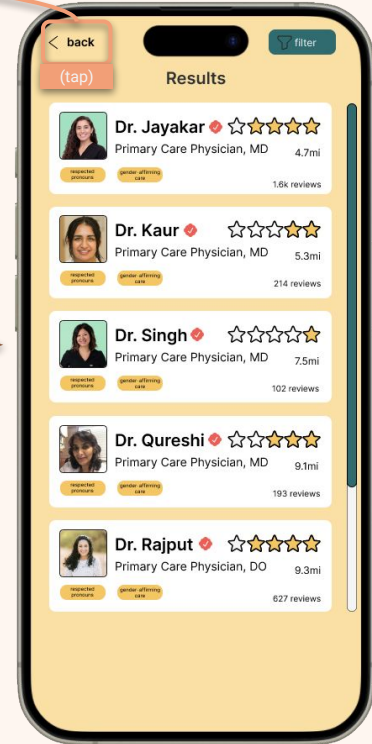 back
filter
(tap)
Results
Dr. Jayakar
Primary Care Physician, MD
4.7mi
respected pronouns
gender-affirming care
1.6k reviews
Dr. Kaur
Primary Care Physician, MD
5.3mi
respected pronouns
gender-affirming care
214 reviews
Dr. Singh
Primary Care Physician, MD
7.5mi
respected pronouns
gender-affirming care
102 reviews
Dr. Qureshi
Primary Care Physician, MD
9.1mi
respected pronouns
gender-affirming care
193 reviews
Dr. Rajput
Primary Care Physician, DO
9.3mi
respected pronouns
gender-affirming care
627 reviews